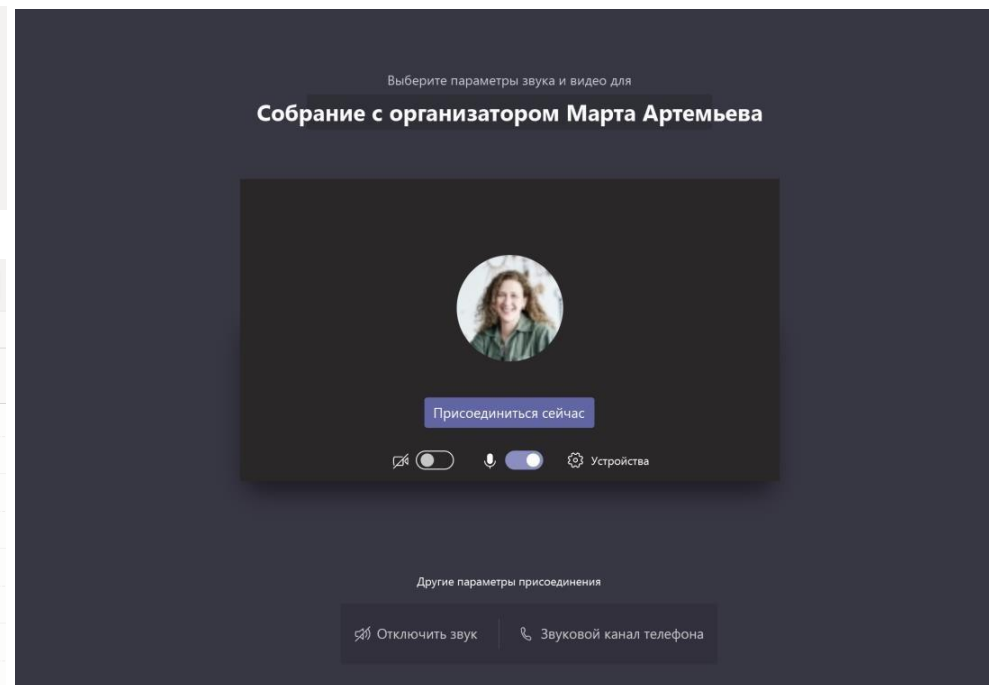 Выберите параметры звука и видео для
Собрание с организатором Марта Артемьева
Присоединиться сейчас
Устройства
Другие параметры присоединения
Отключить звук
Звуковой канал телефона